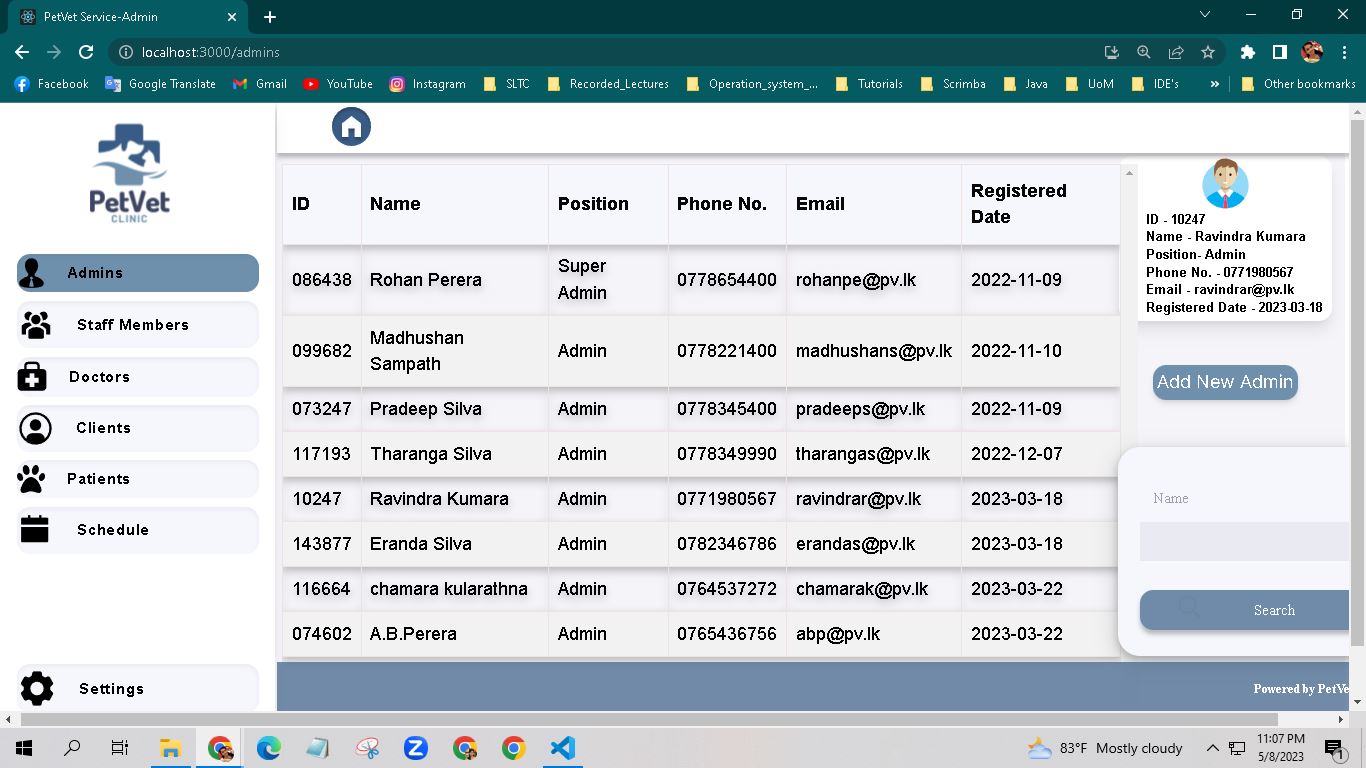 PetVet Service-Admin
localhost:3000/admins
Facebook Google Translate Gmail YouTube Instagram SLTC Recorded_Lectures Operation_system_... Tutorials Scrimba Java UoM IDE's » Other bookmarks
PetVet
CLINIC
Admins
Staff Members
Doctors
Clients
Patients
Schedule
Settings
ID Name Position Phone No. Email Registered Date
086438 Rohan Perera Super Admin 0778654400 rohanpe@pv.lk 2022-11-09
099682 Madhushan Sampath Admin 0778221400 madhushans@pv.lk 2022-11-10
073247 Pradeep Silva Admin 0778345400 pradeeps@pv.lk 2022-11-09
117193 Tharanga Silva Admin 0778349990 tharangas@pv.lk 2022-12-07
10247 Ravindra Kumara Admin 0771980567 ravindrar@pv.lk 2023-03-18
143877 Eranda Silva Admin 0782346786 erandas@pv.lk 2023-03-18
116664 chamara kularathna Admin 0764537272 chamarak@pv.lk 2023-03-22
074602 A.B.Perera Admin 0765436756 abp@pv.lk 2023-03-22
ID - 10247
Name - Ravindra Kumara
Position- Admin
Phone No. - 0771980567
Email - ravindrar@pv.lk
Registered Date - 2023-03-18
Add New Admin
Name
Search
Powered by PetVe
83°F Mostly cloudy
11:07 PM
5/8/2023
1